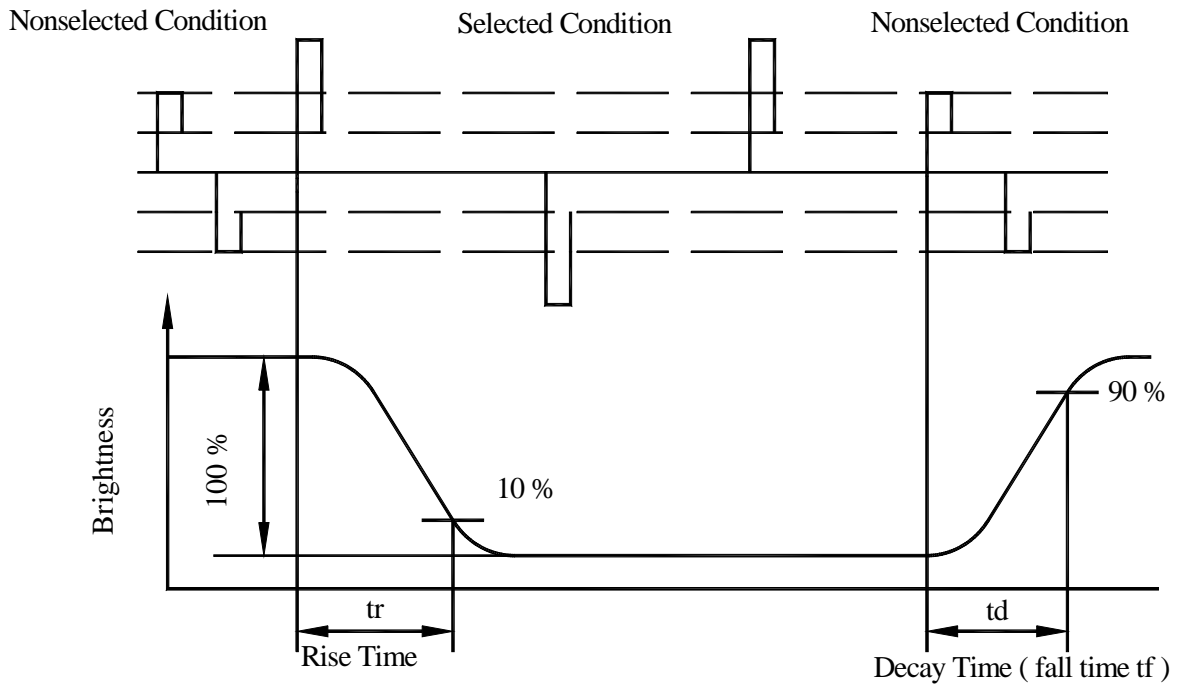 Nonselected Condition
Selected Condition
Nonselected Condition
Brightness
100 %
10 %
90 %
tr
Rise Time
td
Decay Time ( fall time tf )